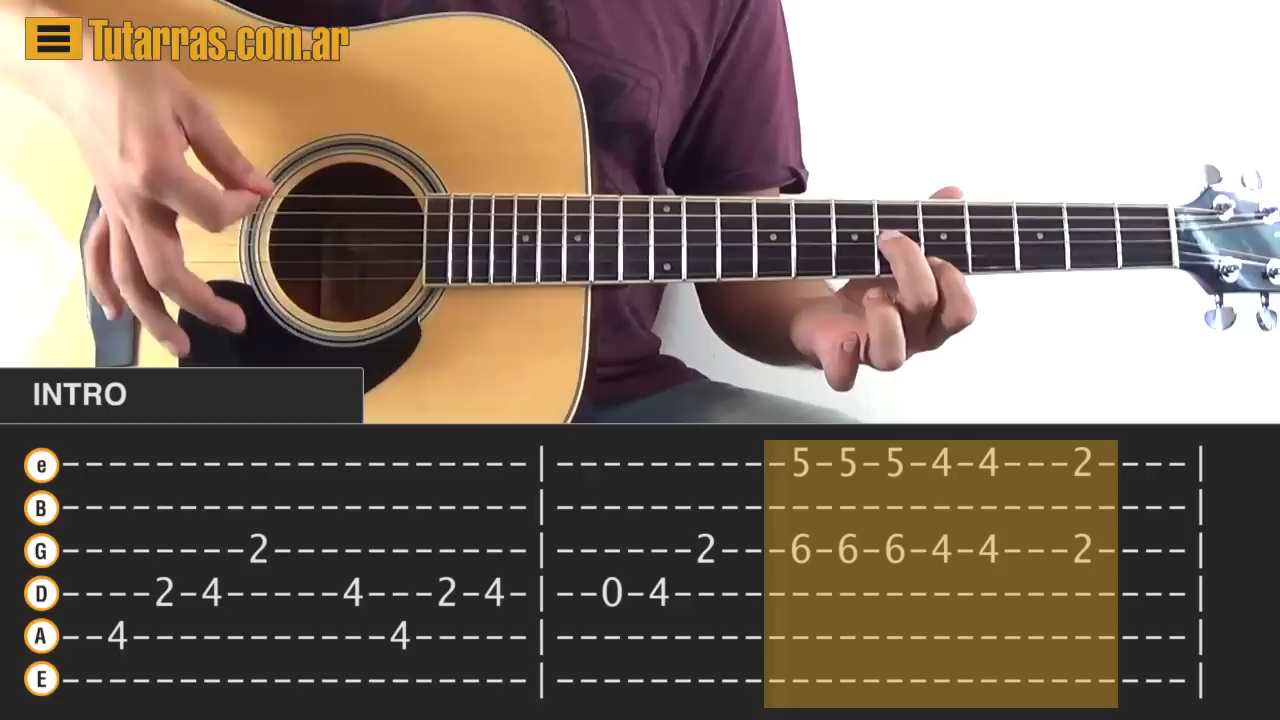 Tutarras.com.ar
INTRO
e --------------------------------|----------------5-5-5-4-4----2------|
B --------------------------------|-------------------------------------------|
G ------------2-----------------|---------2-----6-6-6-4-4----2------|
D ------2-4--------4-----2-4--|---0-4-----------------------------------|
A ---4-----------------4--------|-------------------------------------------|
E --------------------------------|-------------------------------------------|